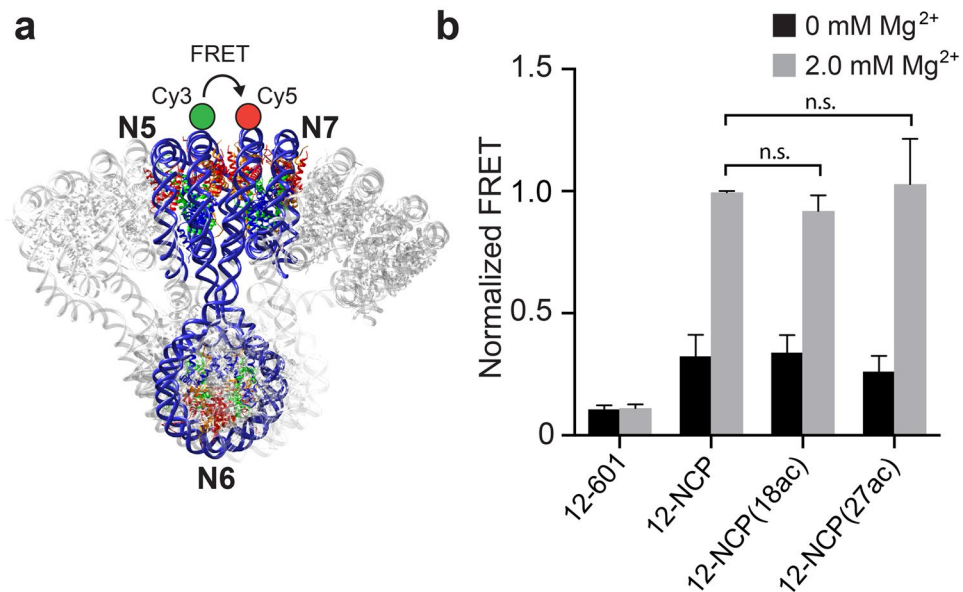 a
FRET
Cy3
Cy5
N5
N7
N6
b
0 mM Mg²⁺
2.0 mM Mg²⁺
Normalized FRET
1.5
1.0
0.5
0
n.s.
n.s.
12-601
12-NCP
12-NCP(18ac)
12-NCP(27ac)